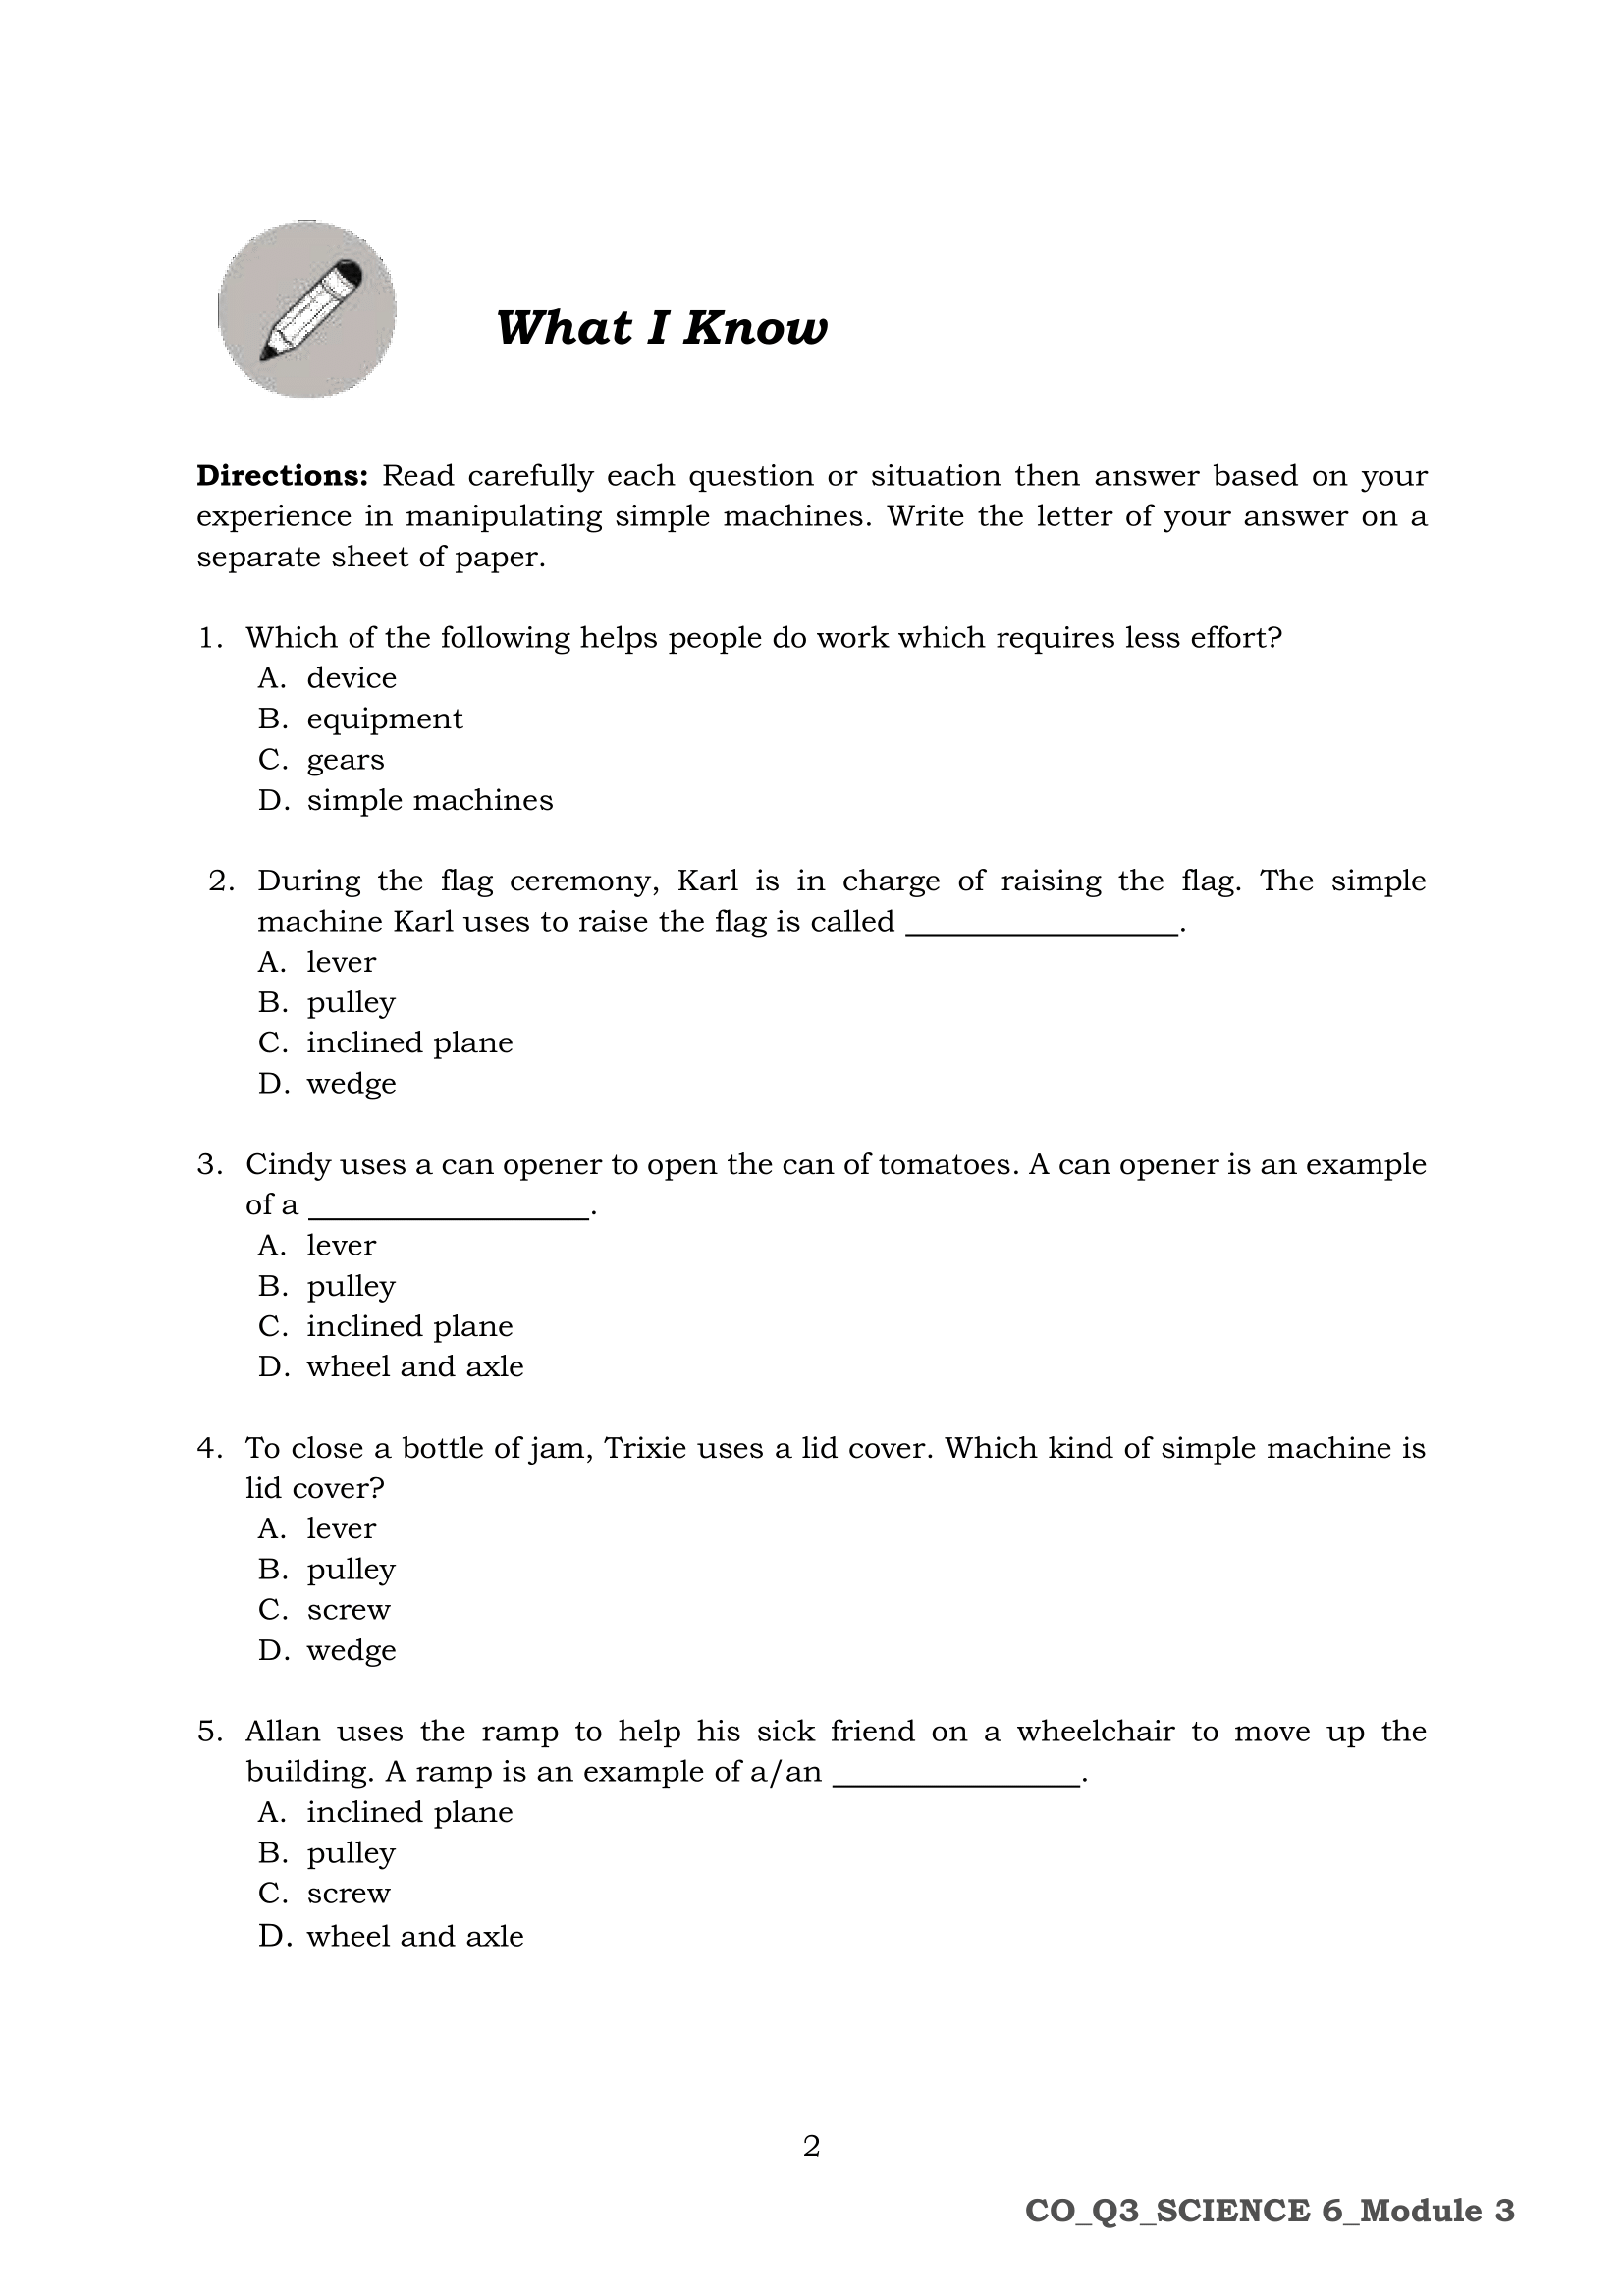 What I Know
Directions: Read carefully each question or situation then answer based on your
experience in manipulating simple machines. Write the letter of your answer on a
separate sheet of paper.
1. Which of the following helps people do work which requires less effort?
A. device
B. equipment
C. gears
D. simple machines
2. During the flag ceremony, Karl is in charge of raising the flag. The simple
machine Karl uses to raise the flag is called __________________.
A. lever
B. pulley
C. inclined plane
D. wedge
3. Cindy uses a can opener to open the can of tomatoes. A can opener is an example
of a __________________.
A. lever
B. pulley
C. inclined plane
D. wheel and axle
4. To close a bottle of jam, Trixie uses a lid cover. Which kind of simple machine is
lid cover?
A. lever
B. pulley
C. screw
D. wedge
5. Allan uses the ramp to help his sick friend on a wheelchair to move up the
building. A ramp is an example of a/an ________________.
A. inclined plane
B. pulley
C. screw
D. wheel and axle
2
CO_Q3_SCIENCE 6_Module 3